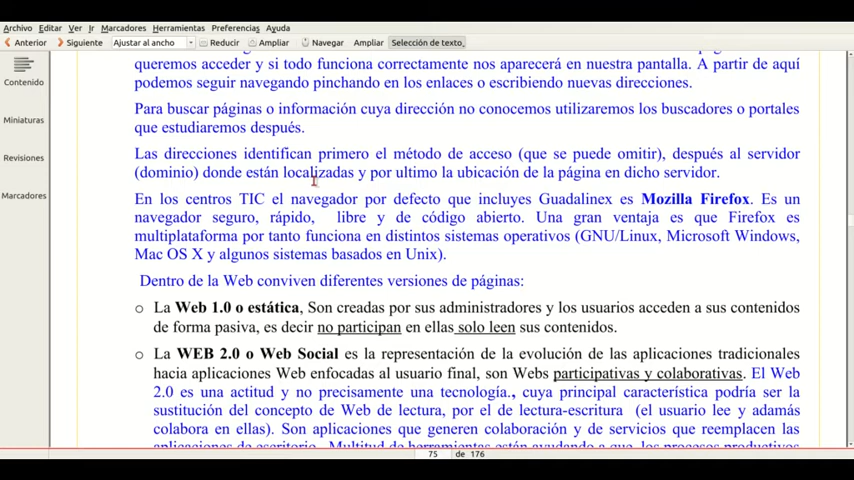 Archivo Editar Ver Ir Marcadores Herramientas Preferencias Ayuda
Anterior Siguiente Ajustar al ancho Reducir Ampliar Navegar Ampliar Selección de texto
Contenido
Miniaturas
Revisiones
Marcadores
queremos acceder y si todo funciona correctamente nos aparecerá en nuestra pantalla. A partir de aquí
podemos seguir navegando pinchando en los enlaces o escribiendo nuevas direcciones.
Para buscar páginas o información cuya dirección no conocemos utilizaremos los buscadores o portales
que estudiaremos después.
Las direcciones identifican primero el método de acceso (que se puede omitir), después al servidor
(dominio) donde están localizadas y por ultimo la ubicación de la página en dicho servidor.
En los centros TIC el navegador por defecto que incluyes Guadalinex es Mozilla Firefox. Es un
navegador seguro, rápido, libre y de código abierto. Una gran ventaja es que Firefox es
multiplataforma por tanto funciona en distintos sistemas operativos (GNU/Linux, Microsoft Windows,
Mac OS X y algunos sistemas basados en Unix).
Dentro de la Web conviven diferentes versiones de páginas:
o La Web 1.0 o estática, Son creadas por sus administradores y los usuarios acceden a sus contenidos
de forma pasiva, es decir no participan en ellas solo leen sus contenidos.
o La WEB 2.0 o Web Social es la representación de la evolución de las aplicaciones tradicionales
hacia aplicaciones Web enfocadas al usuario final, son Webs participativas y colaborativas. El Web
2.0 es una actitud y no precisamente una tecnología., cuya principal característica podría ser la
sustitución del concepto de Web de lectura, por el de lectura-escritura (el usuario lee y adamás
colabora en ellas). Son aplicaciones que generen colaboración y de servicios que reemplacen las
aplicaciones de escritorio. Multitud de herramientas están ayudando a que, los procesos productivos
75 de 176